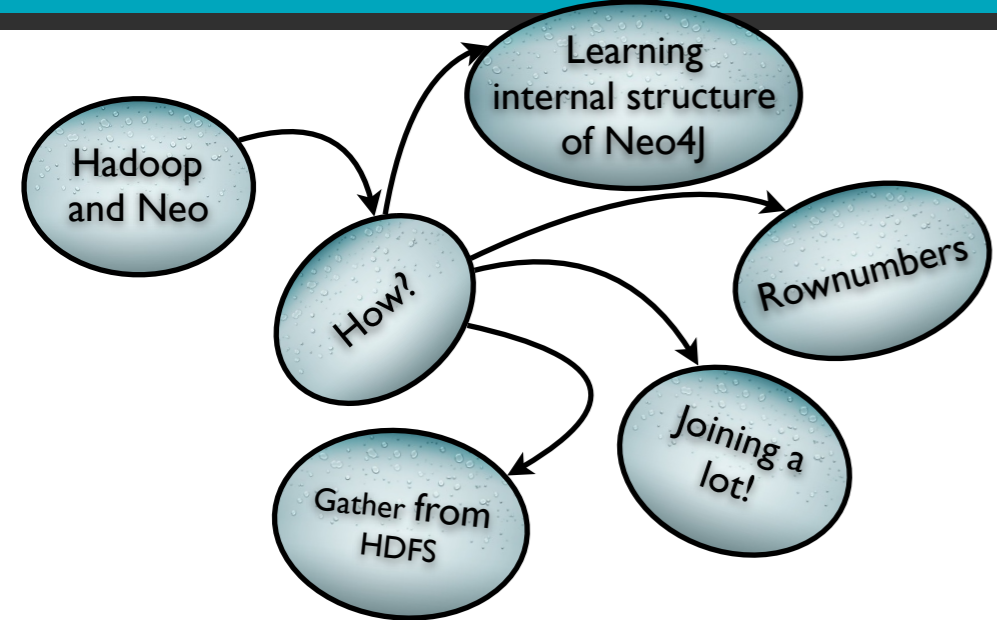 Learning
internal structure
of Neo4J
Hadoop
and Neo
How?
Rownumbers
Joining a
lot!
Gather from
HDFS